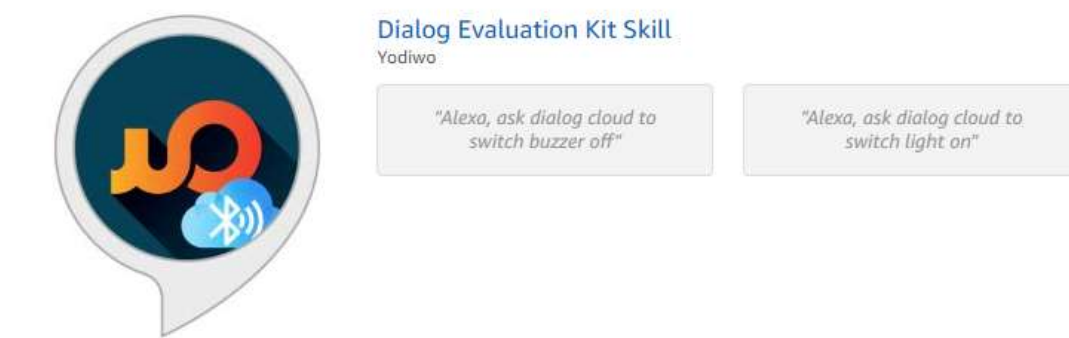 Dialog Evaluation Kit Skill
Yodiwo
"Alexa, ask dialog cloud to
switch buzzer off"
"Alexa, ask dialog cloud to
switch light on"